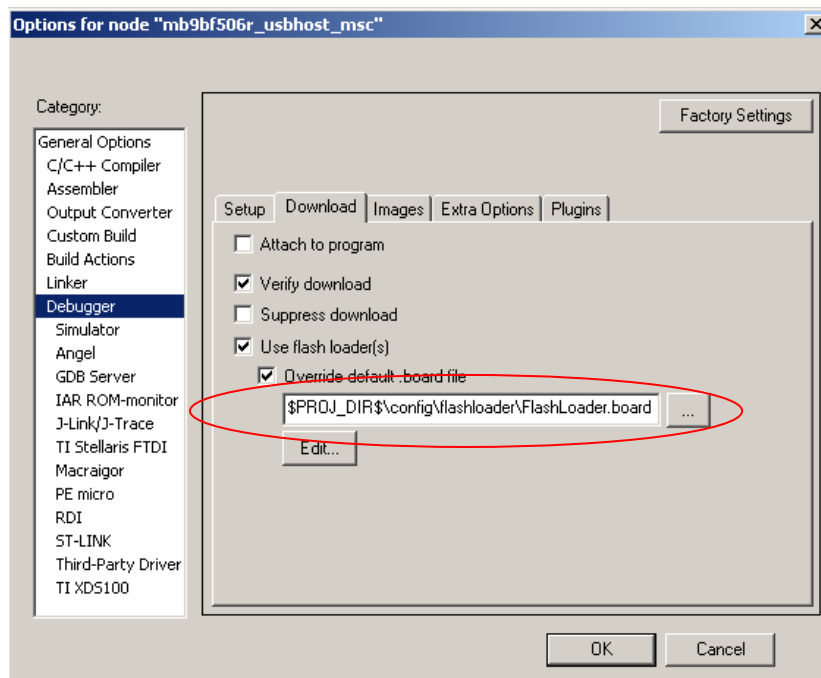 Options for node "mb9bf506r_usbhost_msc"
Category:
Factory Settings
General Options
C/C++ Compiler
Assembler
Output Converter
Custom Build
Build Actions
Linker
Debugger
Simulator
Angel
GDB Server
IAR ROM-monitor
J-Link/J-Trace
TI Stellaris FTDI
Macraigor
PE micro
RDI
ST-LINK
Third-Party Driver
TI XDS100
Setup Download Images Extra Options Plugins
Attach to program
Verify download
Suppress download
Use flash loader(s)
Override default .board file
$PROJ_DIR$\config\flashloader\FlashLoader.board ...
Edit...
OK Cancel